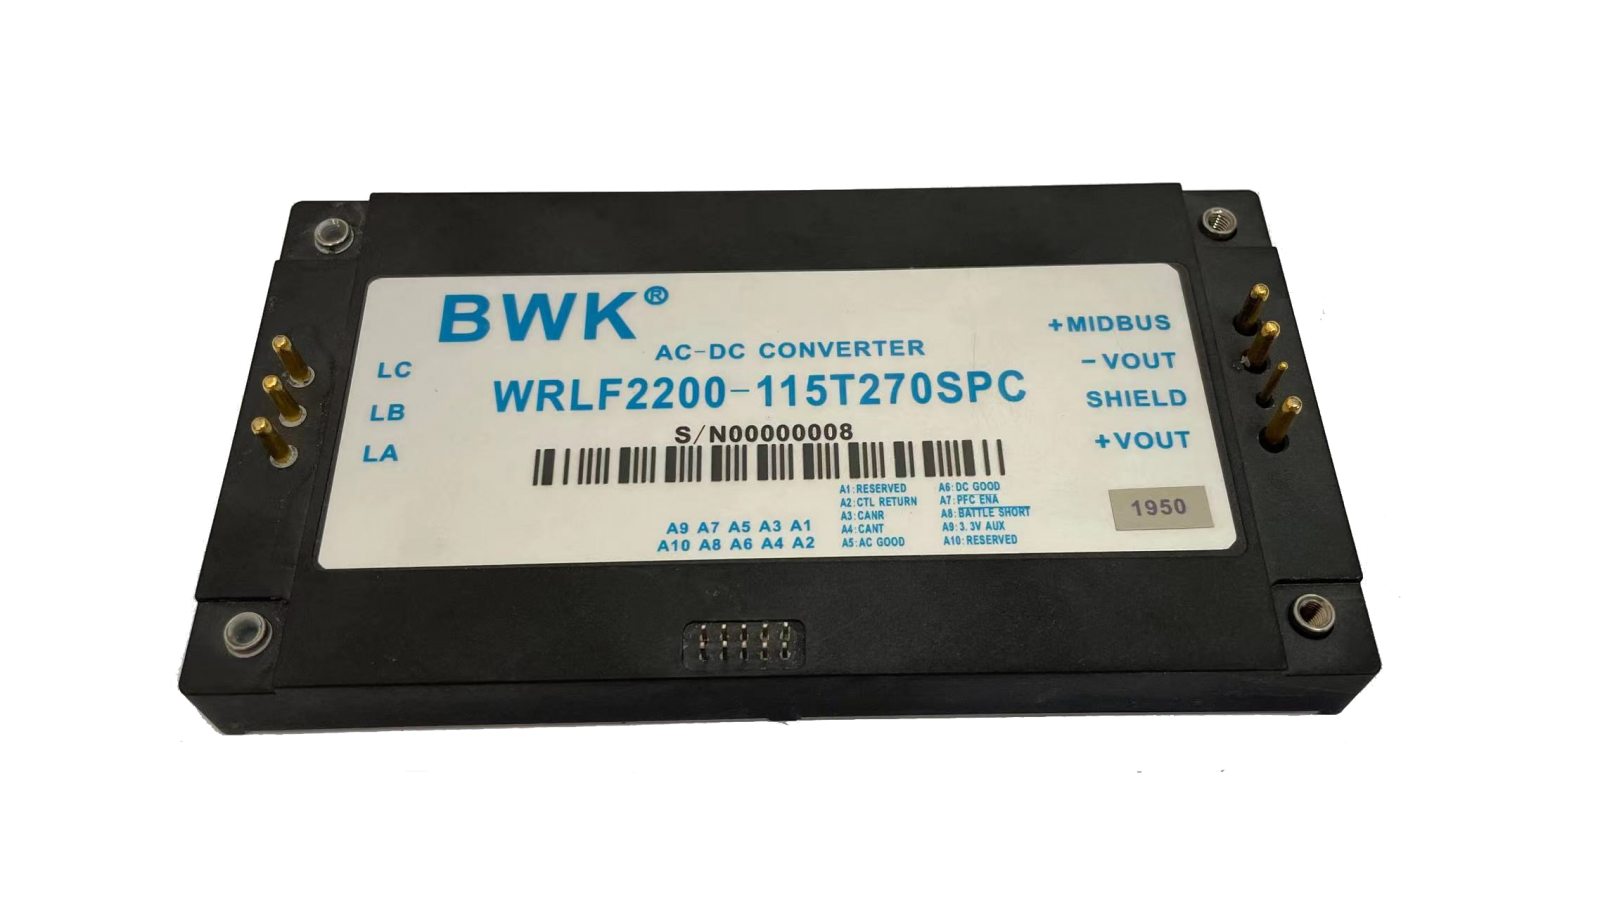 BWK®
AC-DC CONVERTER
WRLF2200-115T270SPC
S/N00000008
LC
LB
LA
+MIDBUS
-VOUT
SHIELD
+VOUT
A9 A7 A5 A3 A1
A10 A8 A6 A4 A2
A1:RESERVED
A2:CTL RETURN
A3:CANR
A4:CANT
A5:AC GOOD
A6:DC GOOD
A7:PFC ENA
A8:BATTLE SHORT
A9:3.3V AUX
A10:RESERVED
1950